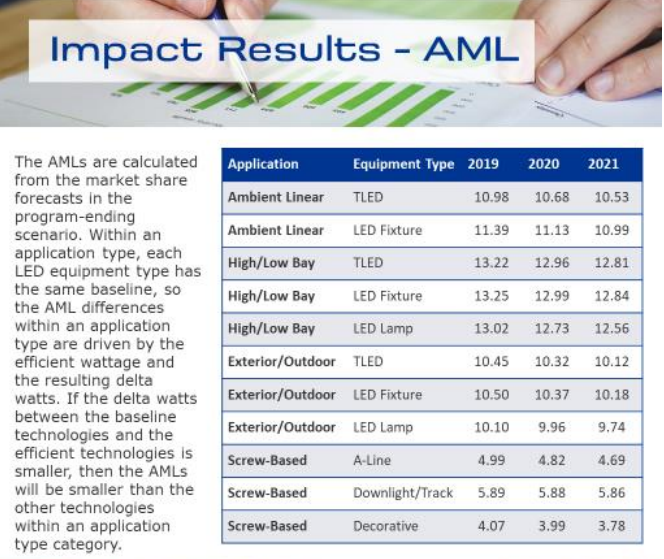 Impact Results - AML
The AMLs are calculated
from the market share
forecasts in the
program-ending
scenario. Within an
application type, each
LED equipment type has
the same baseline, so
the AML differences
within an application
type are driven by the
efficient wattage and
the resulting delta
watts. If the delta watts
between the baseline
technologies and the
efficient technologies is
smaller, then the AMLs
will be smaller than the
other technologies
within an application
type category.
Application Equipment Type 2019 2020 2021
Ambient Linear TLED 10.98 10.68 10.53
Ambient Linear LED Fixture 11.39 11.13 10.99
High/Low Bay TLED 13.22 12.96 12.81
High/Low Bay LED Fixture 13.25 12.99 12.84
High/Low Bay LED Lamp 13.02 12.73 12.56
Exterior/Outdoor TLED 10.45 10.32 10.12
Exterior/Outdoor LED Fixture 10.50 10.37 10.18
Exterior/Outdoor LED Lamp 10.10 9.96 9.74
Screw-Based A-Line 4.99 4.82 4.69
Screw-Based Downlight/Track 5.89 5.88 5.86
Screw-Based Decorative 4.07 3.99 3.78